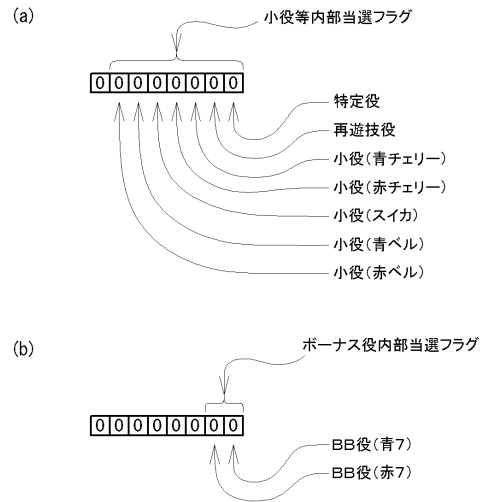 (a)
小役等内部当選フラグ
0 0 0 0 0 0 0 0
特定役
再遊技役
小役(青チェリー)
小役(赤チェリー)
小役(スイカ)
小役(青ベル)
小役(赤ベル)
(b)
ボーナス役内部当選フラグ
0 0 0 0 0 0 0 0
BB役(青7)
BB役(赤7)